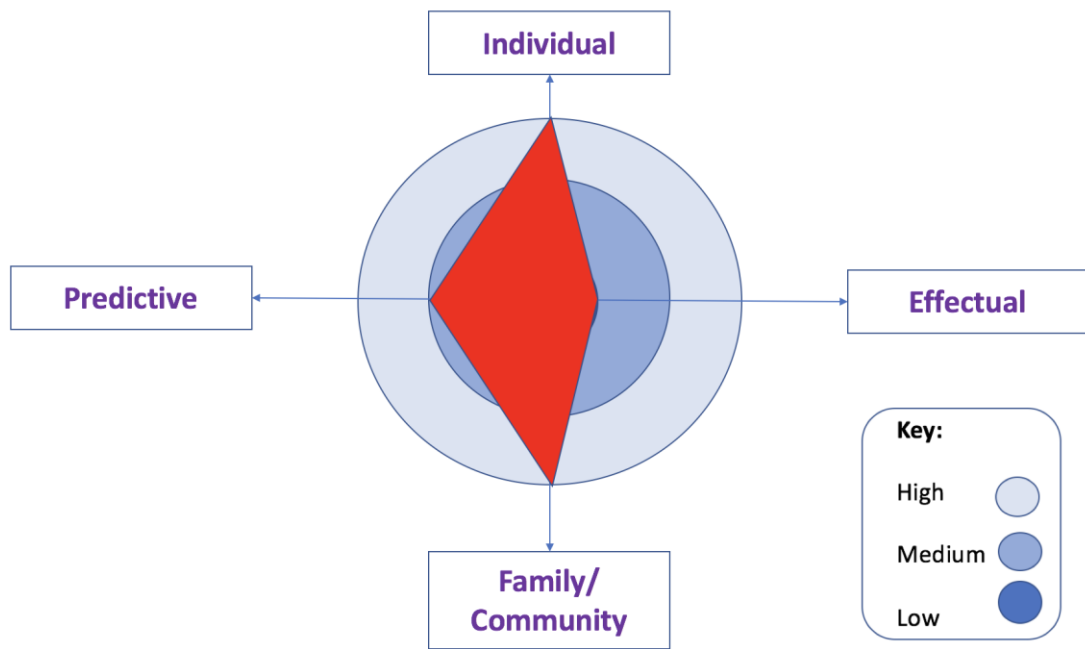 Individual
Predictive
Effectual
Family/
Community
Key:
High
Medium
Low